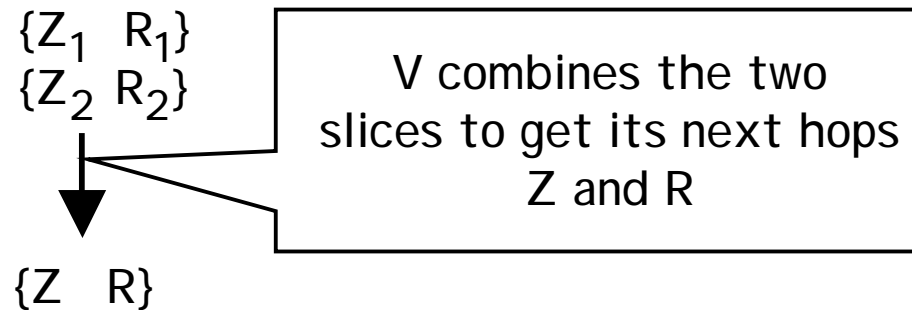 {Z₁ R₁}
{Z₂ R₂}
V combines the two
slices to get its next hops
Z and R
{Z R}